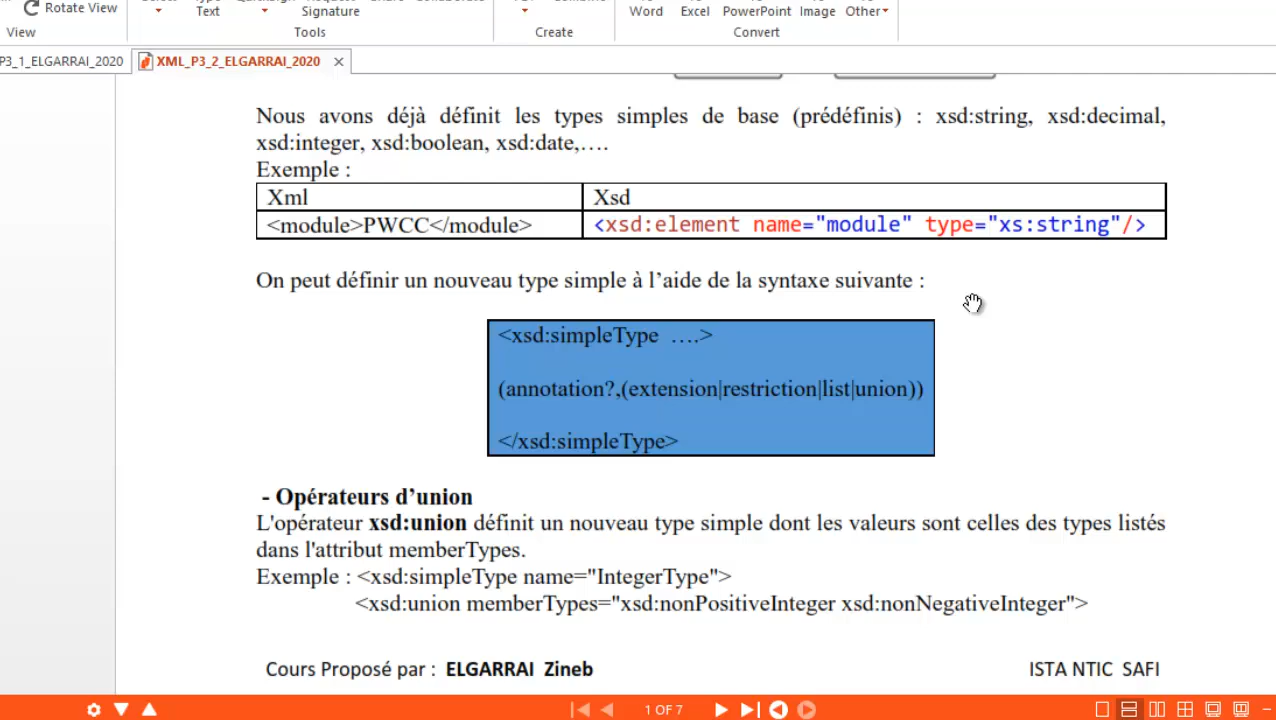 Rotate View
Type
Text
Signature
Word
Excel
PowerPoint
Image
Other
View
Tools
Create
Convert
P3_1_ELGARRAI_2020
XML_P3_2_ELGARRAI_2020
Nous avons déjà définit les types simples de base (prédéfinis) : xsd:string, xsd:decimal,
xsd:integer, xsd:boolean, xsd:date,….
Exemple :
Xml
Xsd
<module>PWCC</module>
<xsd:element name="module" type="xs:string"/>
On peut définir un nouveau type simple à l’aide de la syntaxe suivante :
<xsd:simpleType ….>
(annotation?,(extension|restriction|list|union))
</xsd:simpleType>
- Opérateurs d’union
L'opérateur xsd:union définit un nouveau type simple dont les valeurs sont celles des types listés
dans l'attribut memberTypes.
Exemple : <xsd:simpleType name="IntegerType">
<xsd:union memberTypes="xsd:nonPositiveInteger xsd:nonNegativeInteger">
Cours Proposé par : ELGARRAI Zineb
ISTA NTIC SAFI
1 OF 7